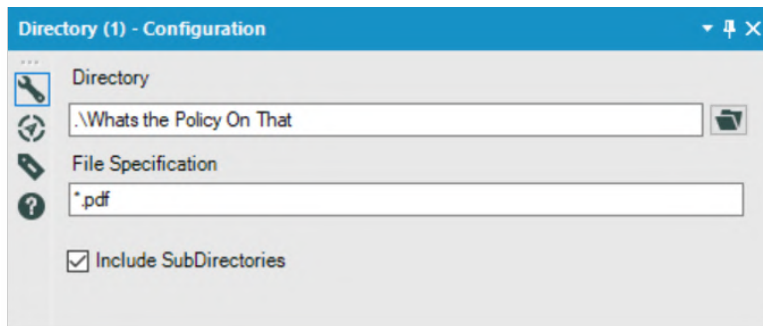 Directory (1) - Configuration
Directory
.\Whats the Policy On That
File Specification
*.pdf
Include SubDirectories